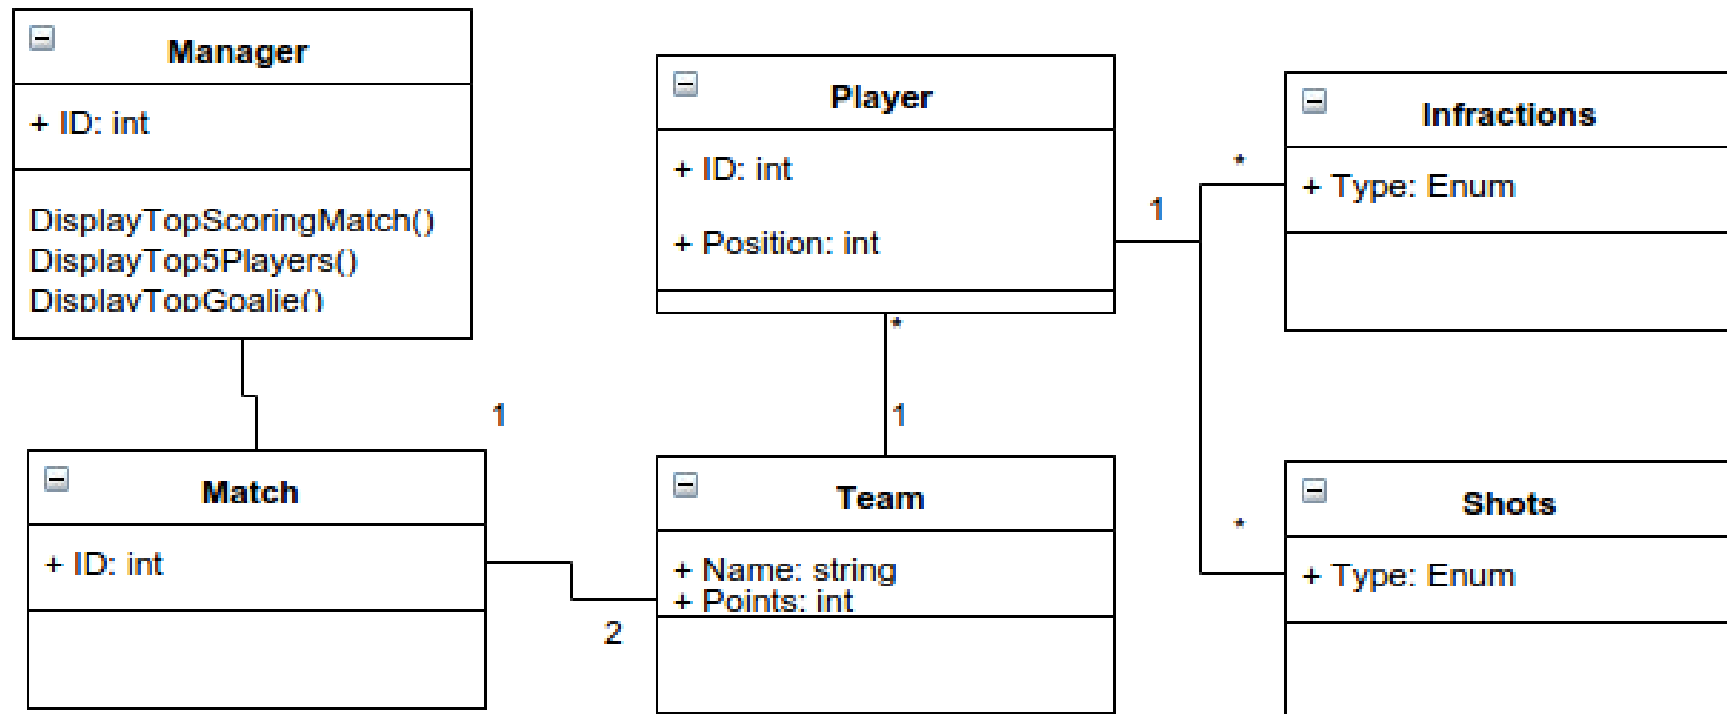 Manager
+ ID: int
DisplayTopScoringMatch()
DisplayTop5Players()
DisplayTopGoalie()
Player
+ ID: int
+ Position: int
Infractions
+ Type: Enum
*
1
*
1
1
Match
+ ID: int
2
Team
+ Name: string
+ Points: int
*
Shots
+ Type: Enum